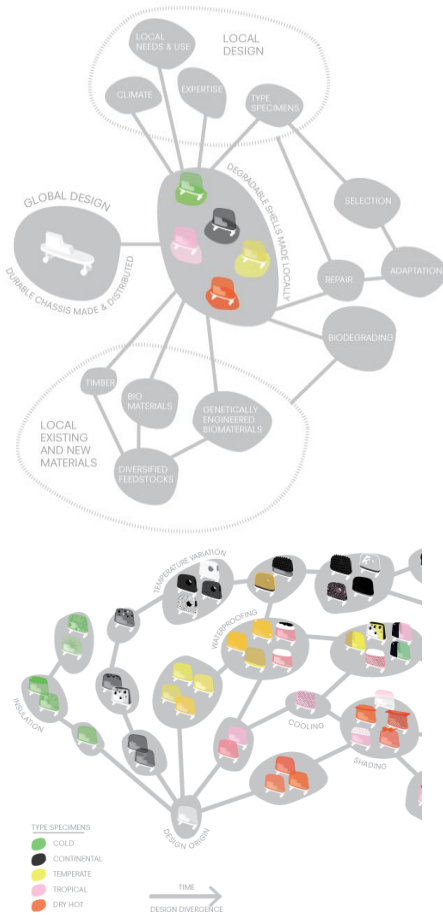 LOCAL
NEEDS & USE
LOCAL
DESIGN
CLIMATE
EXPERTISE
TYPE
SPECIMENS
GLOBAL DESIGN
DURABLE CHASSIS MADE & DISTRIBUTED
DEGRADABLE SHELLS MADE LOCALLY
SELECTION
REPAIR
ADAPTATION
BIODEGRADING
TIMBER
BIO
MATERIALS
GENETICALLY
ENGINEERED
BIOMATERIALS
LOCAL
EXISTING
AND NEW
MATERIALS
DIVERSIFIED
FEEDSTOCKS
TEMPERATURE VARIATION
WATERPROOFING
INSULATION
COOLING
SHADING
DESIGN ORIGIN
TYPE SPECIMENS
COLD
CONTINENTAL
TEMPERATE
TROPICAL
DRY HOT
TIME
DESIGN DIVERGENCE